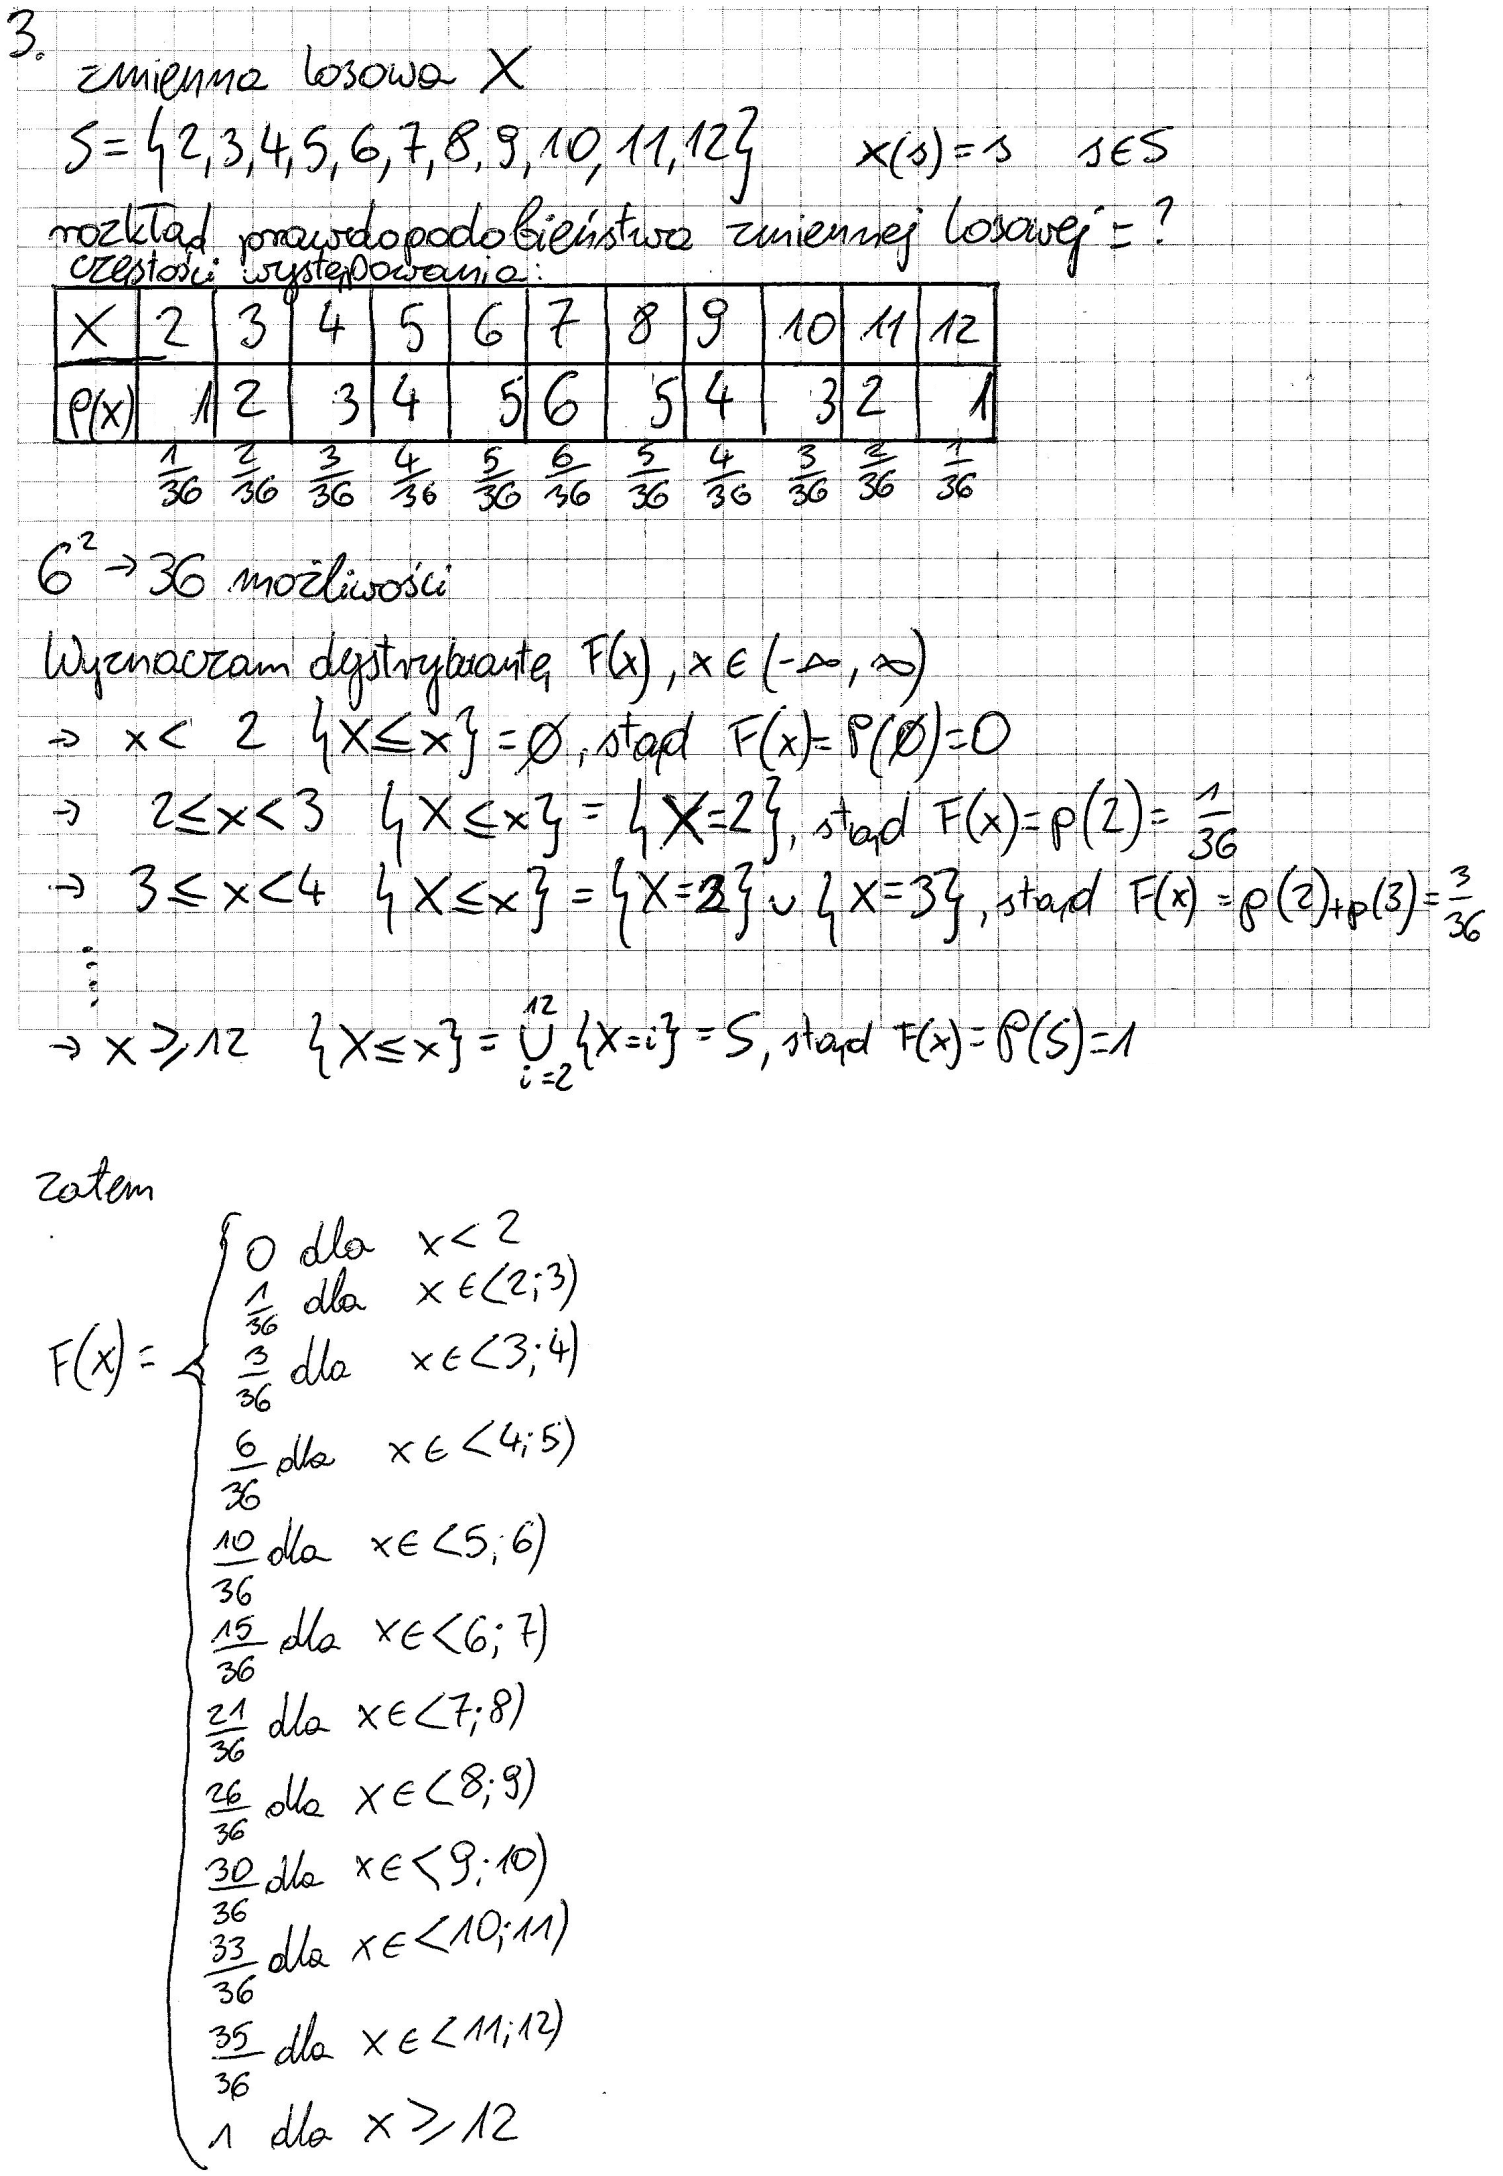 3.
zmienna losowa X
S = {2,3,4,5,6,7,8,9,10,11,12} x(s) = s s∈S
rozkład prawdopodobieństwa zmiennej losowej = ?
częstości występowania:
X 2 3 4 5 6 7 8 9 10 11 12
P(x) 1 2 3 4 5 6 5 4 3 2 1
1/36 2/36 3/36 4/36 5/36 6/36 5/36 4/36 3/36 2/36 1/36
6² → 36 możliwości
Wyznaczam dystrybuantę F(x), x ∈ (-∞, ∞)
→ x < 2 {X ≤ x} = ∅, stąd F(x) = P(∅) = 0
→ 2 ≤ x < 3 {X ≤ x} = {X=2}, stąd F(x) = p(2) = 1/36
→ 3 ≤ x < 4 {X ≤ x} = {X=2} ∪ {X=3}, stąd F(x) = p(2)+p(3) = 3/36
⋮
→ x ≥ 12 {X ≤ x} = ⋃_{i=2}^{12} {X=i} = S, stąd F(x) = P(S) = 1
zatem
F(x) = {
0 dla x < 2
1/36 dla x ∈ <2;3)
3/36 dla x ∈ <3;4)
6/36 dla x ∈ <4;5)
10/36 dla x ∈ <5;6)
15/36 dla x ∈ <6;7)
21/36 dla x ∈ <7;8)
26/36 dla x ∈ <8;9)
30/36 dla x ∈ <9;10)
33/36 dla x ∈ <10;11)
35/36 dla x ∈ <11;12)
1 dla x ≥ 12